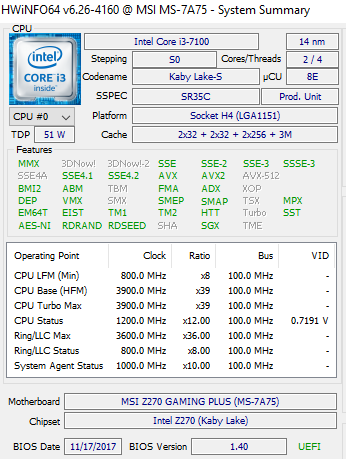 HWiNFO64 v6.26-4160 @ MSI MS-7A75 - System Summary
CPU
intel
CORE i3
inside
Intel Core i3-7100 14 nm
Stepping S0 Cores/Threads 2 / 4
Codename Kaby Lake-S µCU 8E
SSPEC SR35C Prod. Unit
CPU #0 Platform Socket H4 (LGA1151)
TDP 51 W Cache 2x32 + 2x32 + 2x256 + 3M
Features
MMX 3DNow! 3DNow!-2 SSE SSE-2 SSE-3 SSSE-3
SSE4A SSE4.1 SSE4.2 AVX AVX2 AVX-512
BMI2 ABM TBM FMA ADX XOP
DEP VMX SMX SMEP SMAP TSX MPX
EM64T EIST TM1 TM2 HTT Turbo SST
AES-NI RDRAND RDSEED SHA SGX TME
Operating Point Clock Ratio Bus VID
CPU LFM (Min) 800.0 MHz x8 100.0 MHz -
CPU Base (HFM) 3900.0 MHz x39 100.0 MHz -
CPU Turbo Max 3900.0 MHz x39 100.0 MHz -
CPU Status 1200.0 MHz x12.00 100.0 MHz 0.7191 V
Ring/LLC Max 3600.0 MHz x36.00 100.0 MHz -
Ring/LLC Status 800.0 MHz x8.00 100.0 MHz -
System Agent Status 1000.0 MHz x10.00 100.0 MHz -
Motherboard MSI Z270 GAMING PLUS (MS-7A75)
Chipset Intel Z270 (Kaby Lake)
BIOS Date 11/17/2017 BIOS Version 1.40 UEFI